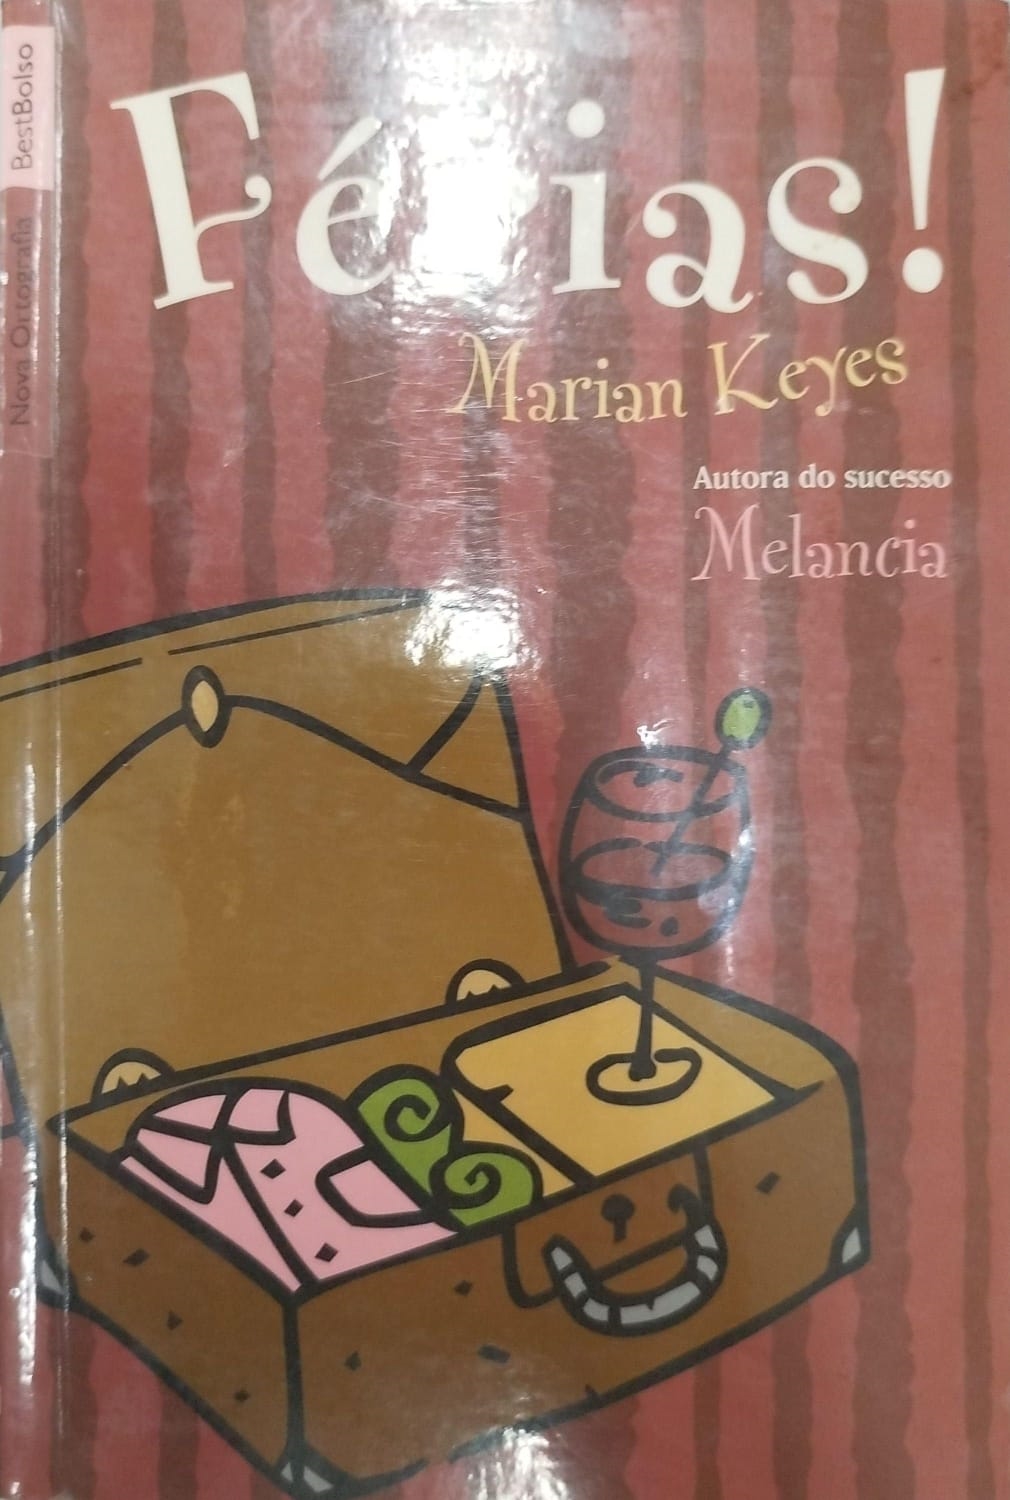 Férias!
Marian Keyes
Autora do sucesso
Melancia
Nova Ortografia BestBolso